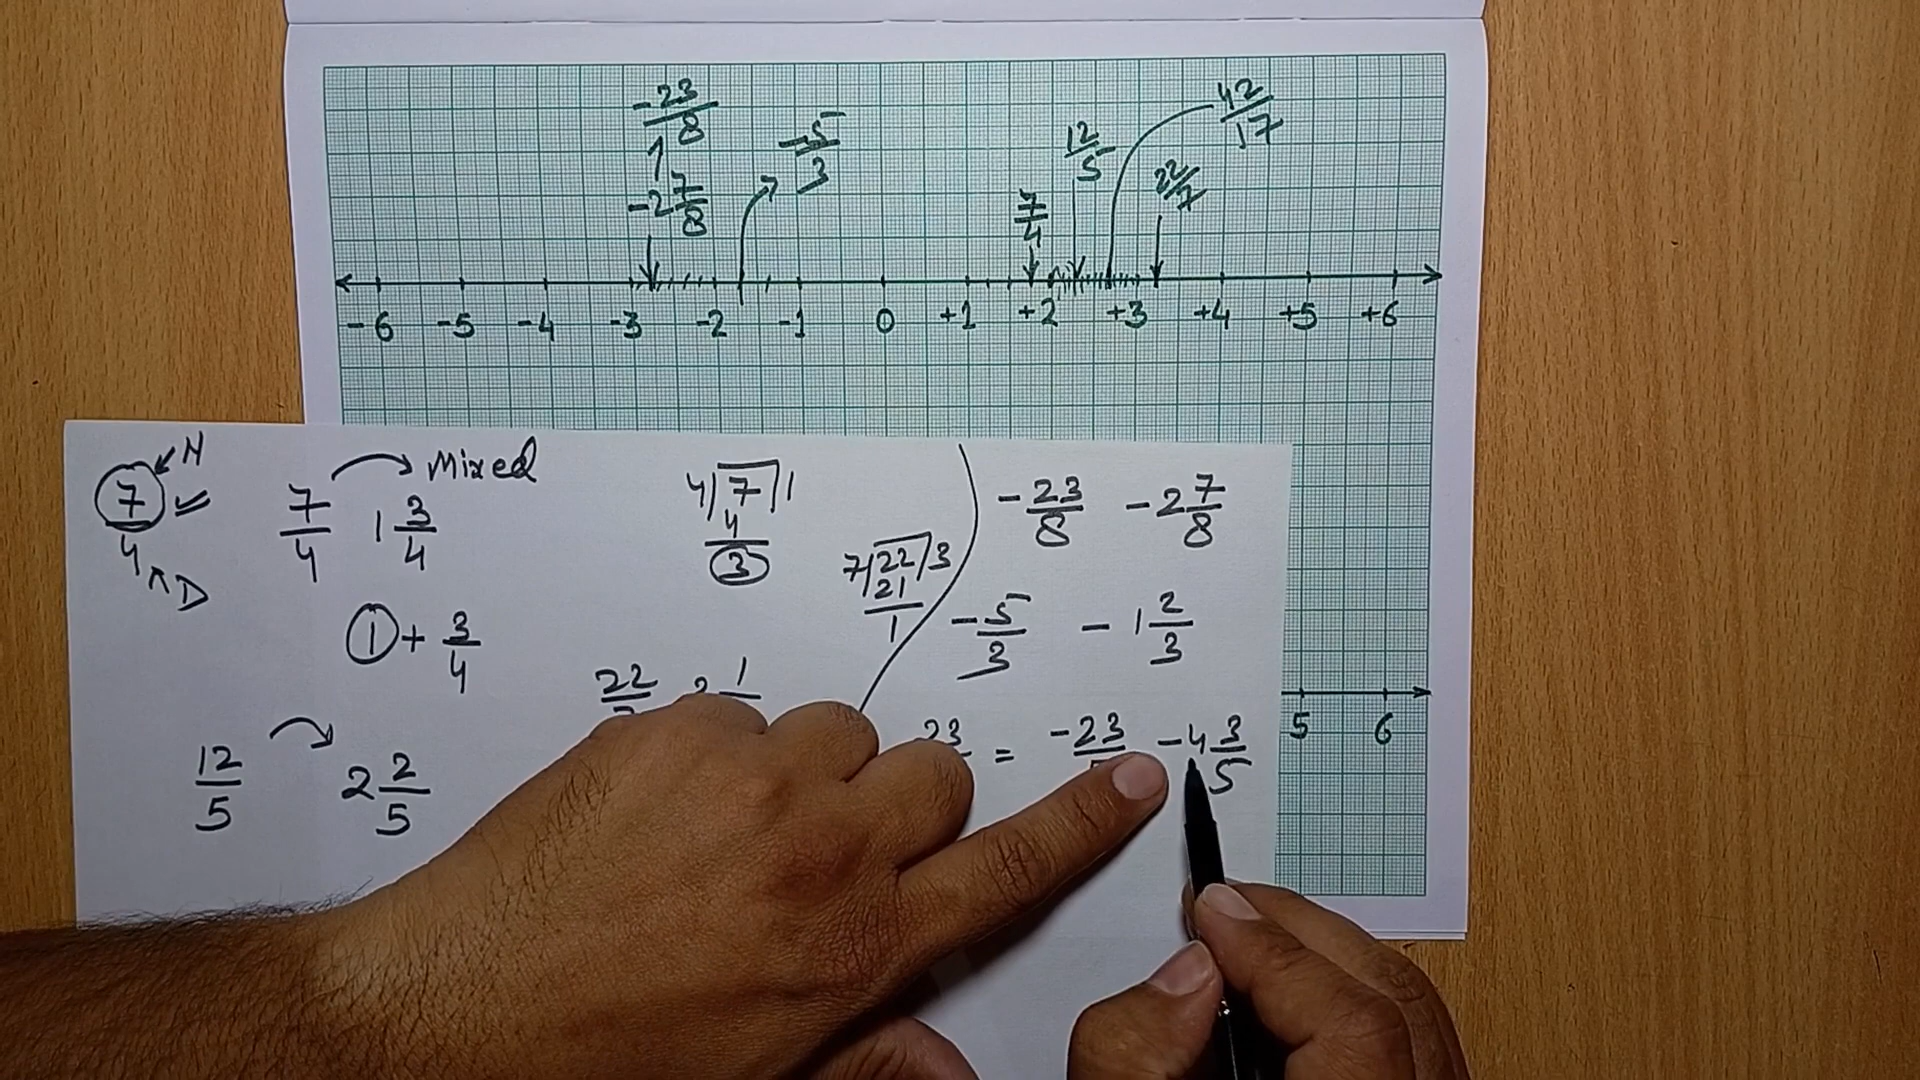 -23/8
-5/3
42/17
12/5
-2 7/8
22/7
7/4
-6 -5 -4 -3 -2 -1 0 +1 +2 +3 +4 +5 +6
N
7/4
D
7/4 Mixed 1 3/4
1 + 3/4
12/5 2 2/5
4 7 1
4
3
7 22 3
21
1
22
1
-23/8 -2 7/8
-5/3 -1 2/3
23 = -23 -4 3/5
5 6